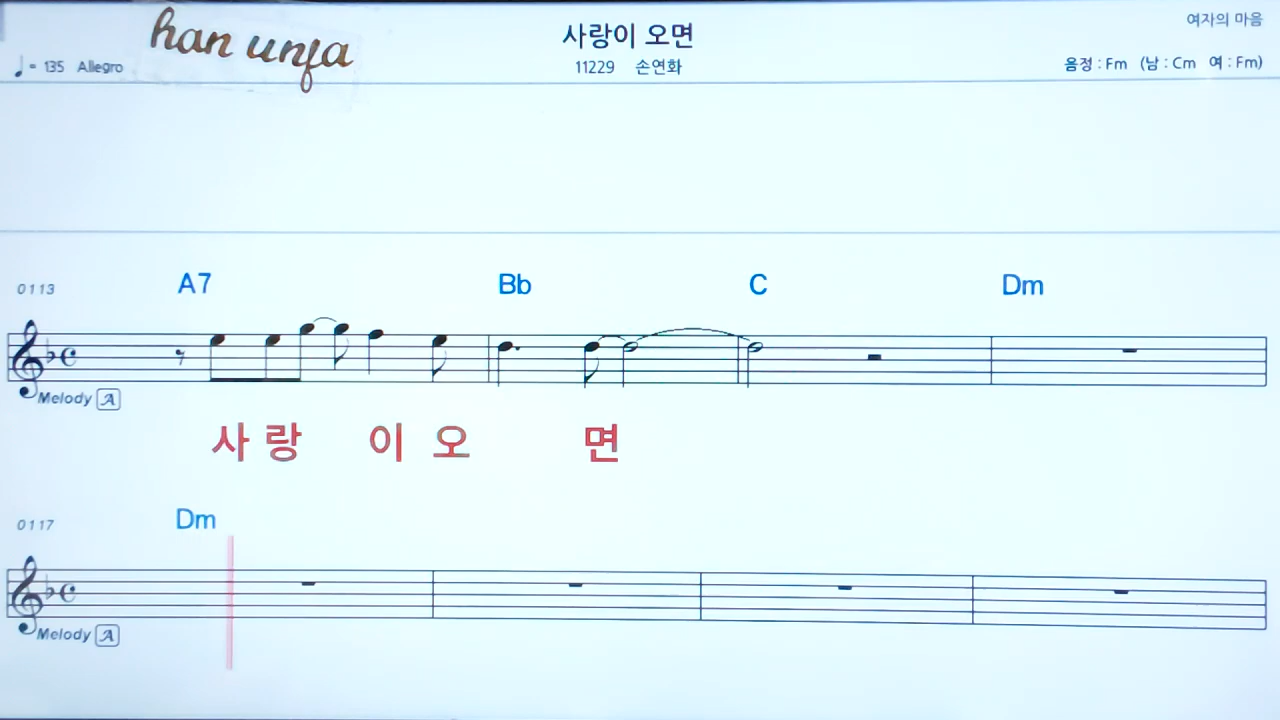 han unja
사랑이 오면
여자의 마음
♩= 135 Allegro
11229 손연화
음정 : Fm (남 : Cm 여 : Fm)
0113 A7 Bb C Dm
Melody A
사 랑 이 오 면
0117 Dm
Melody A